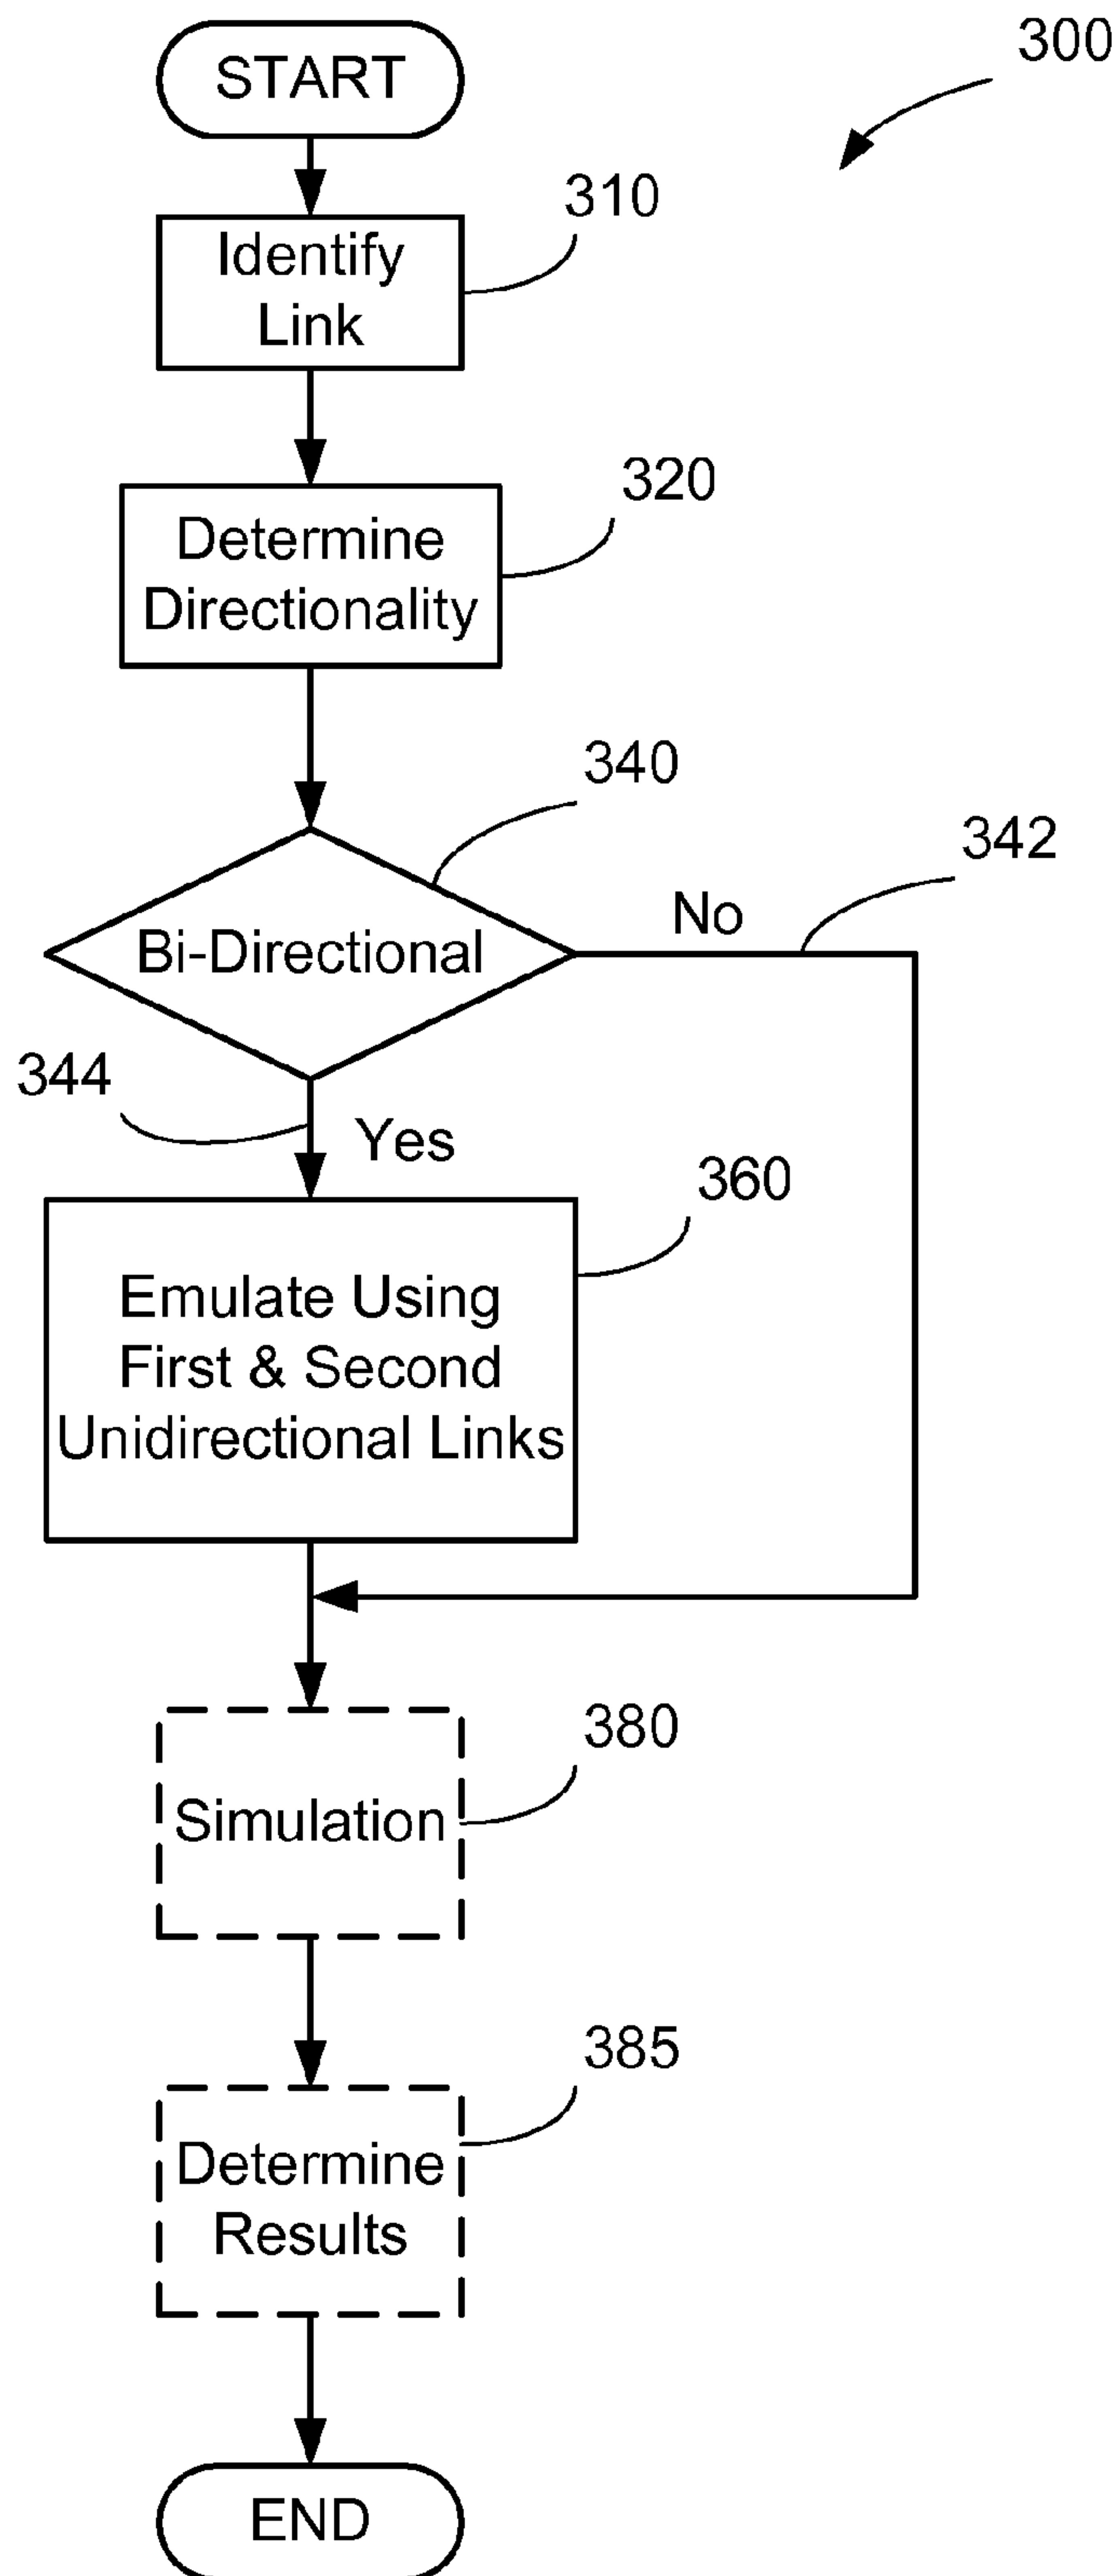 START
300
310
Identify
Link
320
Determine
Directionality
340
342
No
Bi-Directional
344
Yes
360
Emulate Using
First & Second
Unidirectional Links
380
Simulation
385
Determine
Results
END